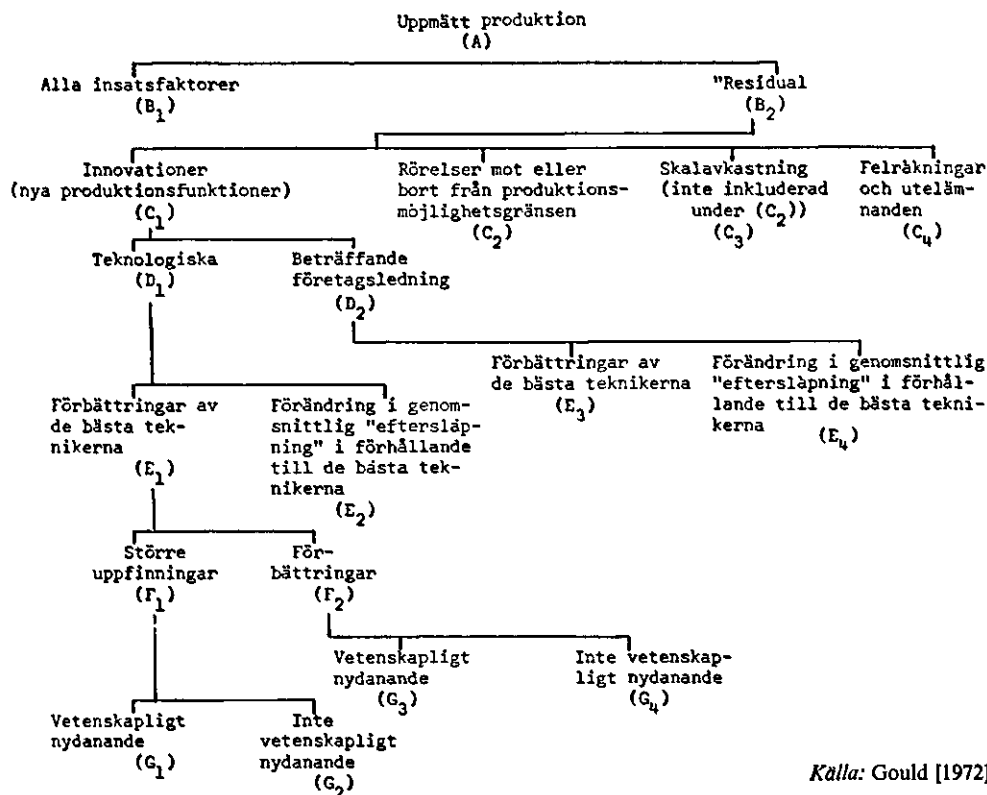 Uppmätt produktion
(A)
Alla insatsfaktorer
(B1)
"Residual
(B2)
Innovationer
(nya produktionsfunktioner)
(C1)
Rörelser mot eller
bort från produktions-
möjlighetsgränsen
(C2)
Skalavkastning
(inte inkluderad
under (C2))
(C3)
Felräkningar
och uteläm-
nanden
(C4)
Teknologiska
(D1)
Beträffande
företagsledning
(D2)
Förbättringar av
de bästa teknikerna
(E3)
Förändring i genomsnittlig
"eftersläpning" i förhål-
lande till de bästa tekni-
kerna
(E4)
Förbättringar av
de bästa tek-
nikerna
(E1)
Förändring i genom-
snittlig "eftersläp-
ning" i förhållande
till de bästa tek-
nikerna
(E2)
Större
uppfinningar
(F1)
För-
bättringar
(F2)
Vetenskapligt
nydanande
(G3)
Inte vetenskap-
ligt nydanande
(G4)
Vetenskapligt
nydanande
(G1)
Inte
vetenskapligt
nydanande
(G2)
Källa: Gould [1972]